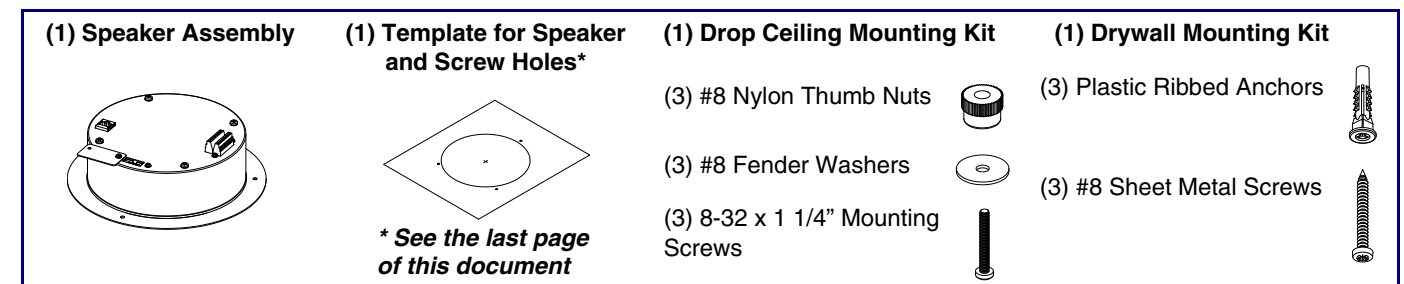 (1) Speaker Assembly
(1) Template for Speaker
and Screw Holes*
* See the last page
of this document
(1) Drop Ceiling Mounting Kit
(3) #8 Nylon Thumb Nuts
(3) #8 Fender Washers
(3) 8-32 x 1 1/4” Mounting
Screws
(1) Drywall Mounting Kit
(3) Plastic Ribbed Anchors
(3) #8 Sheet Metal Screws